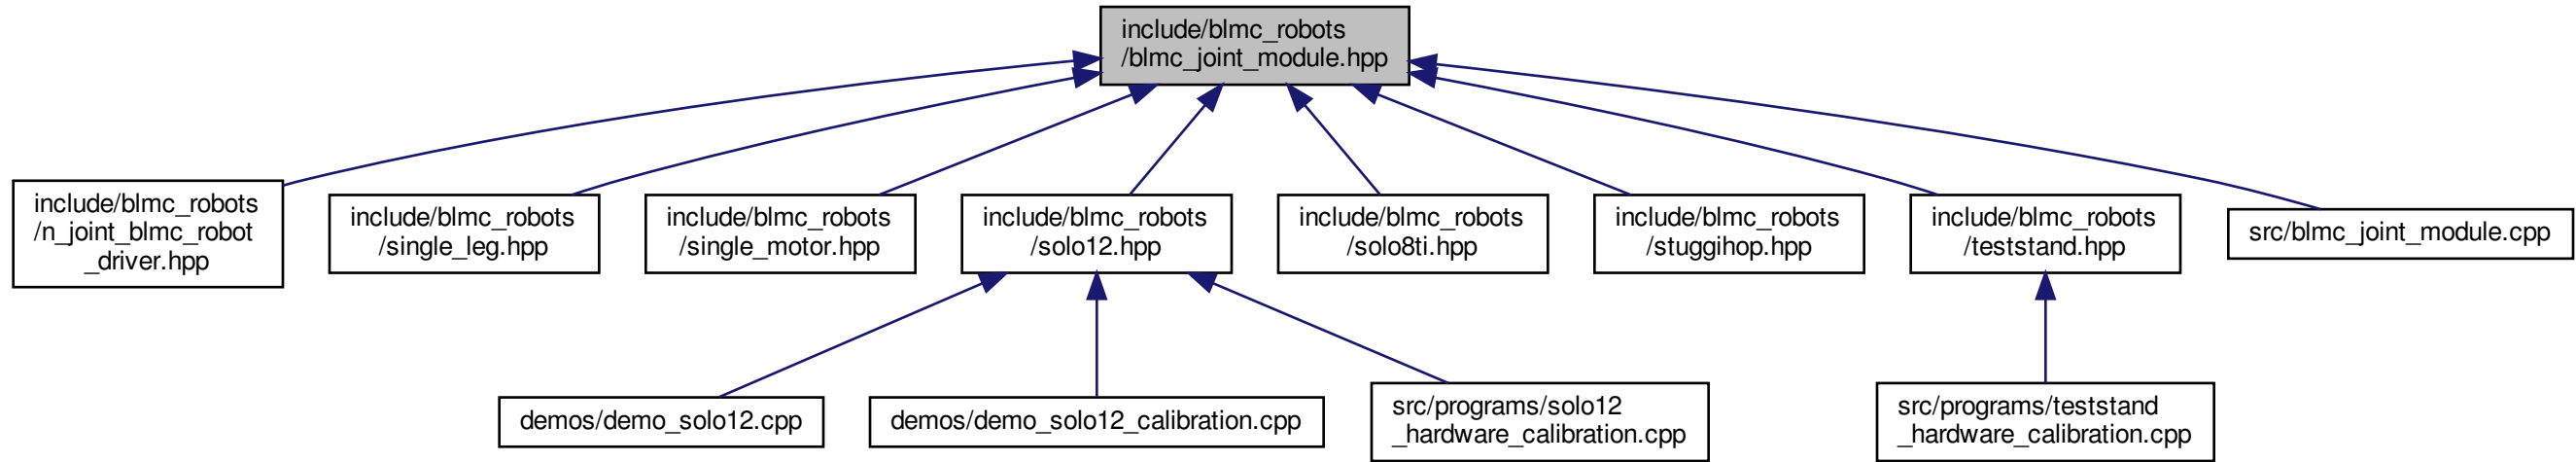 include/blmc_robots
/blmc_joint_module.hpp
include/blmc_robots
/n_joint_blmc_robot
_driver.hpp
include/blmc_robots
/single_leg.hpp
include/blmc_robots
/single_motor.hpp
include/blmc_robots
/solo12.hpp
include/blmc_robots
/solo8ti.hpp
include/blmc_robots
/stuggihop.hpp
include/blmc_robots
/teststand.hpp
src/blmc_joint_module.cpp
demos/demo_solo12.cpp
demos/demo_solo12_calibration.cpp
src/programs/solo12
_hardware_calibration.cpp
src/programs/teststand
_hardware_calibration.cpp